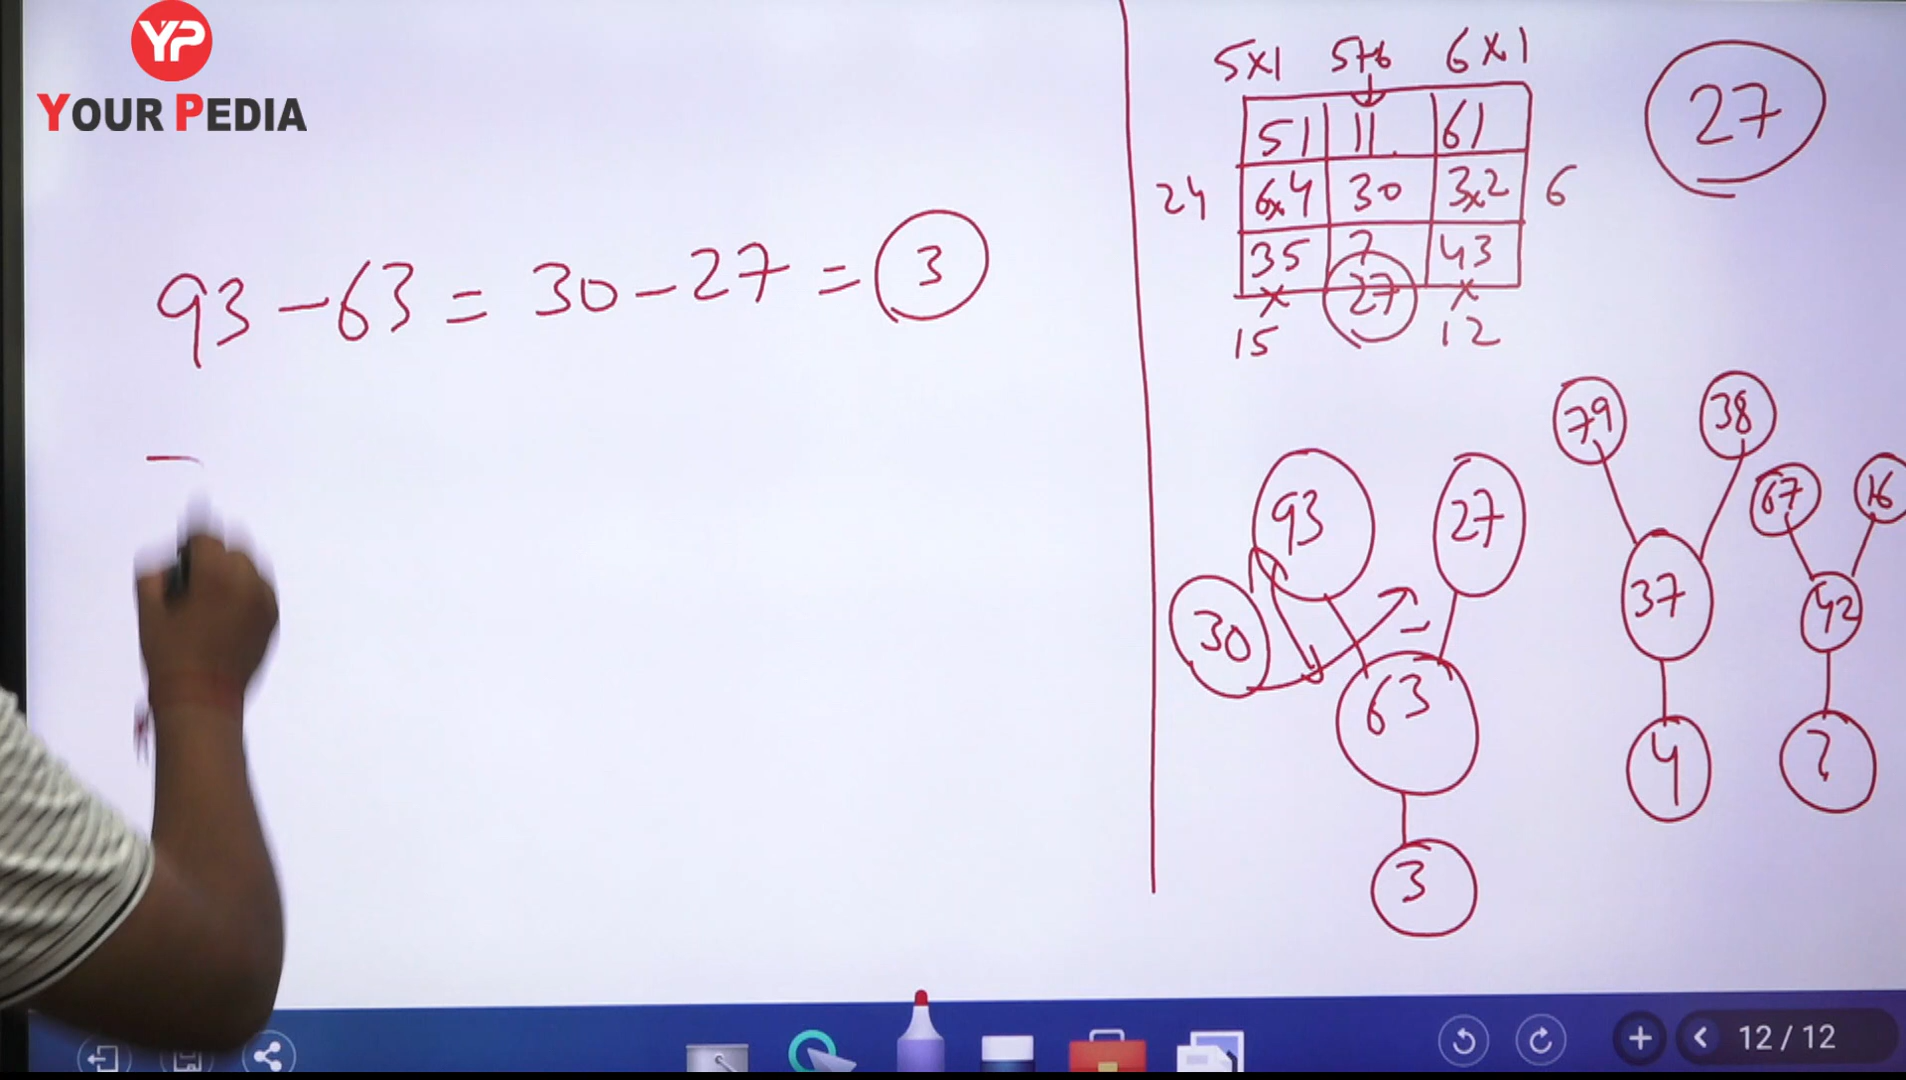 YP
YOUR PEDIA
93 - 63 = 30 - 27 = 3
5x1 5+6 6x1
51 11 61
24 6x4 30 3x2 6
35 ? 43
27
15 12
27
79 38
93 27 67 16
30 37 42
63
4 ?
3
12 / 12